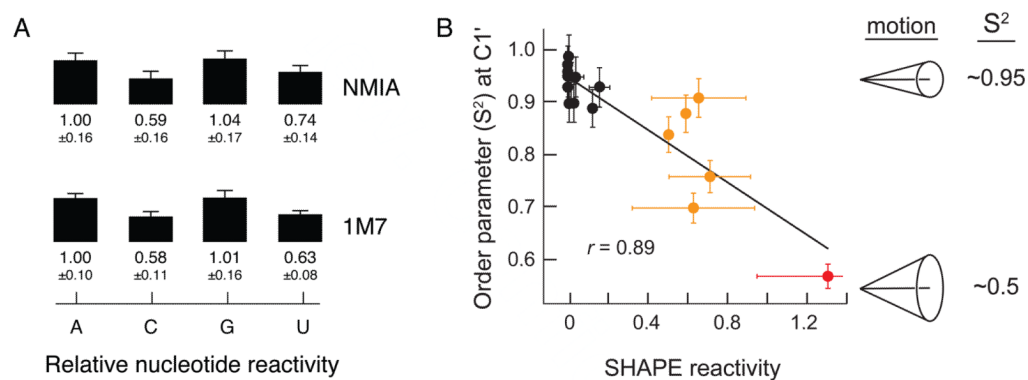 A
NMIA
1.00 0.59 1.04 0.74
±0.16 ±0.16 ±0.17 ±0.14
1M7
1.00 0.58 1.01 0.63
±0.10 ±0.11 ±0.16 ±0.08
A C G U
Relative nucleotide reactivity
B
Order parameter (S²) at C1'
1.0
0.9
0.8
0.7
0.6
r = 0.89
0 0.4 0.8 1.2
SHAPE reactivity
motion S²
~0.95
~0.5